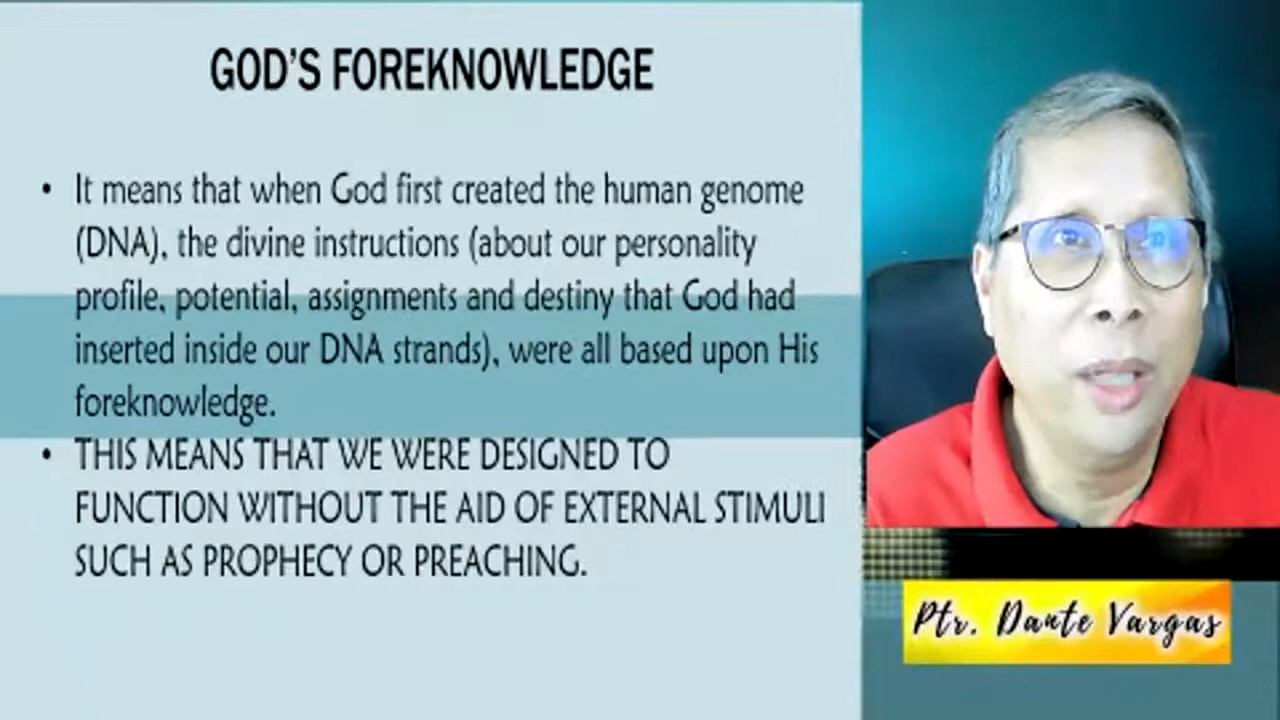 GOD'S FOREKNOWLEDGE
• It means that when God first created the human genome
(DNA), the divine instructions (about our personality
profile, potential, assignments and destiny that God had
inserted inside our DNA strands), were all based upon His
foreknowledge.
• THIS MEANS THAT WE WERE DESIGNED TO
FUNCTION WITHOUT THE AID OF EXTERNAL STIMULI
SUCH AS PROPHECY OR PREACHING.
Ptr. Dante Vargas